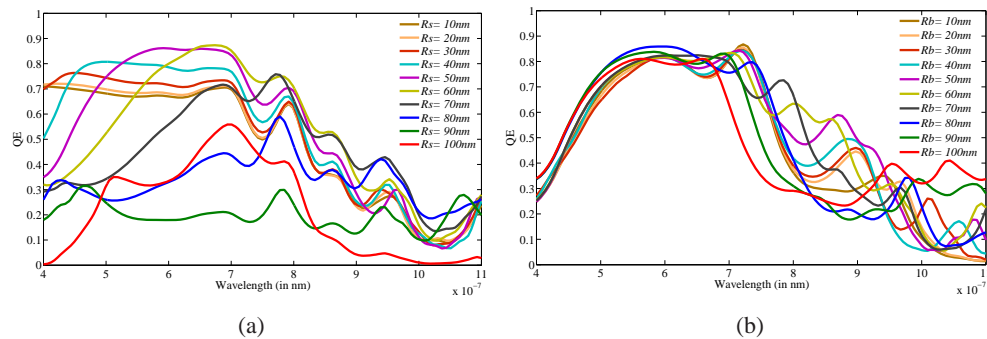 1
0.9
0.8
0.7
0.6
0.5
0.4
0.3
0.2
0.1
0
QE
4 5 6 7 8 9 10 11
Wavelength (in nm)
x 10⁻⁷
Rs= 10nm
Rs= 20nm
Rs= 30nm
Rs= 40nm
Rs= 50nm
Rs= 60nm
Rs= 70nm
Rs= 80nm
Rs= 90nm
Rs= 100nm
(a)
1
0.9
0.8
0.7
0.6
0.5
0.4
0.3
0.2
0.1
0
QE
4 5 6 7 8 9 10 1
Wavelength (in nm)
x 10⁻⁷
Rb= 10nm
Rb= 20nm
Rb= 30nm
Rb= 40nm
Rb= 50nm
Rb= 60nm
Rb= 70nm
Rb= 80nm
Rb= 90nm
Rb= 100nm
(b)